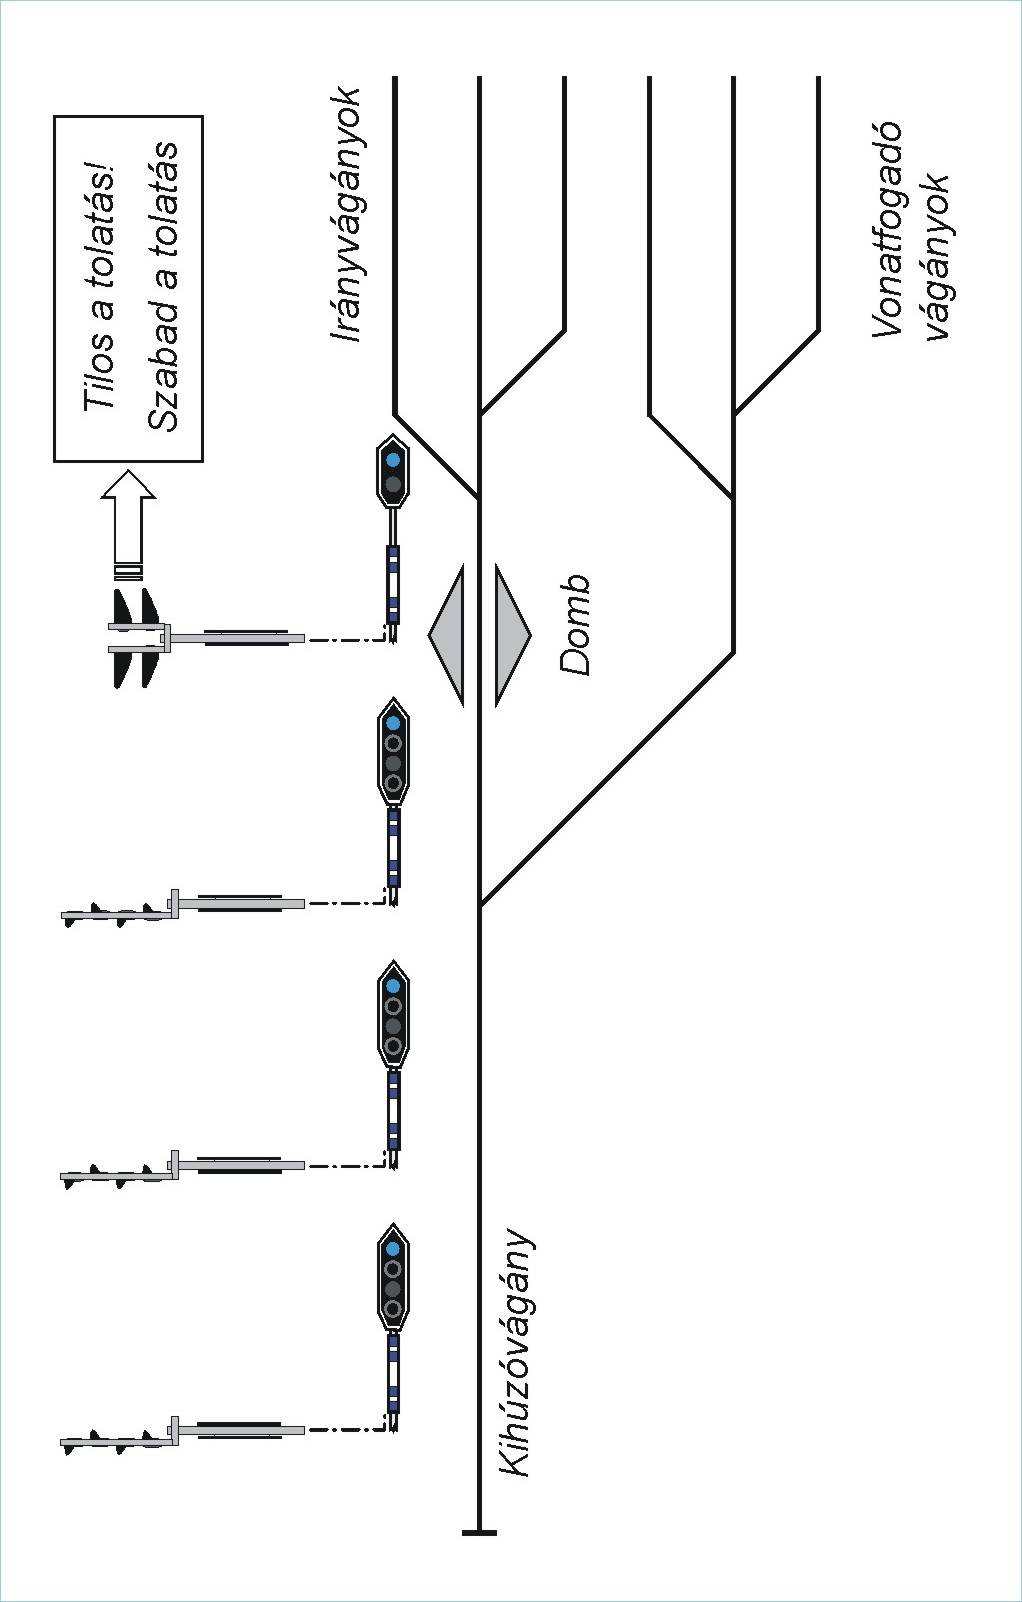 Tilos a tolatás!
Szabad a tolatás
Irányvágányok
Domb
Vonatfogadó
vágányok
Kihúzóvágány